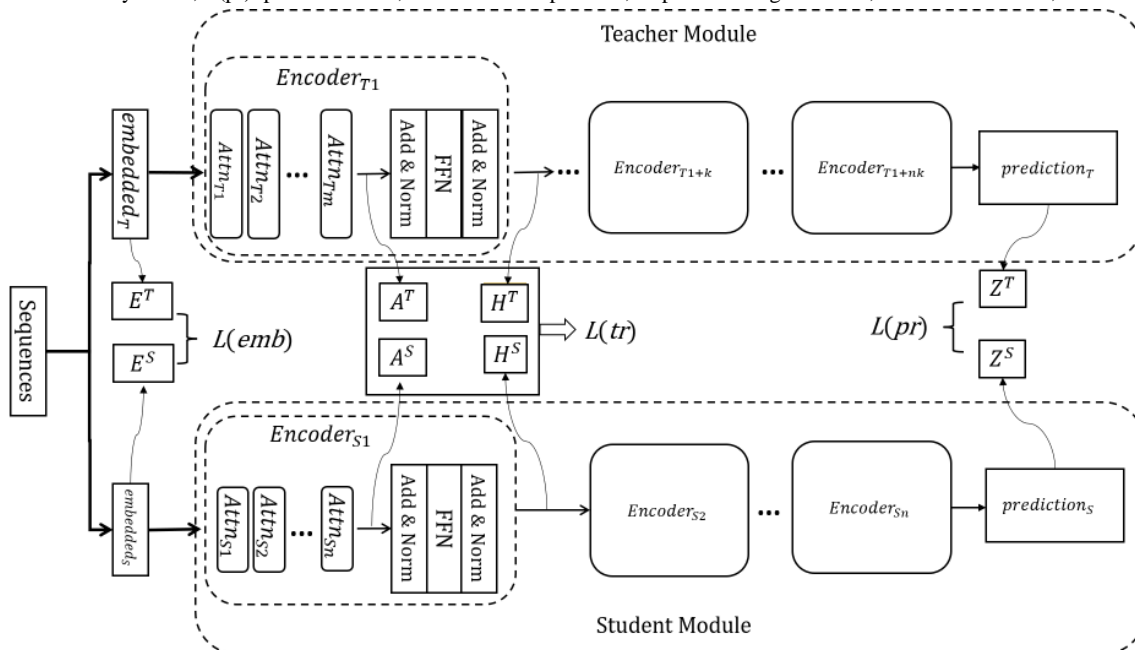 Teacher Module
Encoder_T1
embedded_T
Attn_T1
Attn_T2
...
Attn_Tm
Add & Norm
FFN
Add & Norm
...
Encoder_T1+k
...
Encoder_T1+nk
prediction_T
Sequences
E^T
E^S
L(emb)
A^T
H^T
A^S
H^S
L(tr)
Z^T
L(pr)
Z^S
Encoder_S1
embedded_S
Attn_S1
Attn_S2
...
Attn_Sn
Add & Norm
FFN
Add & Norm
Encoder_S2
...
Encoder_Sn
prediction_S
Student Module